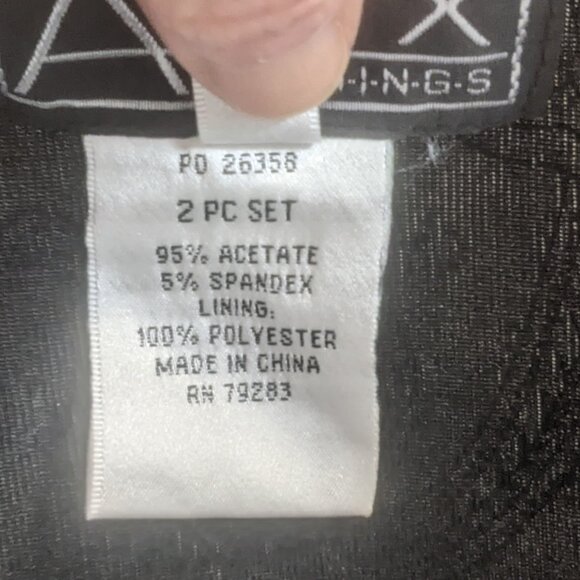 A X
I-N-G-S
PO 26358
2 PC SET
95% ACETATE
5% SPANDEX
LINING:
100% POLYESTER
MADE IN CHINA
RN 79283